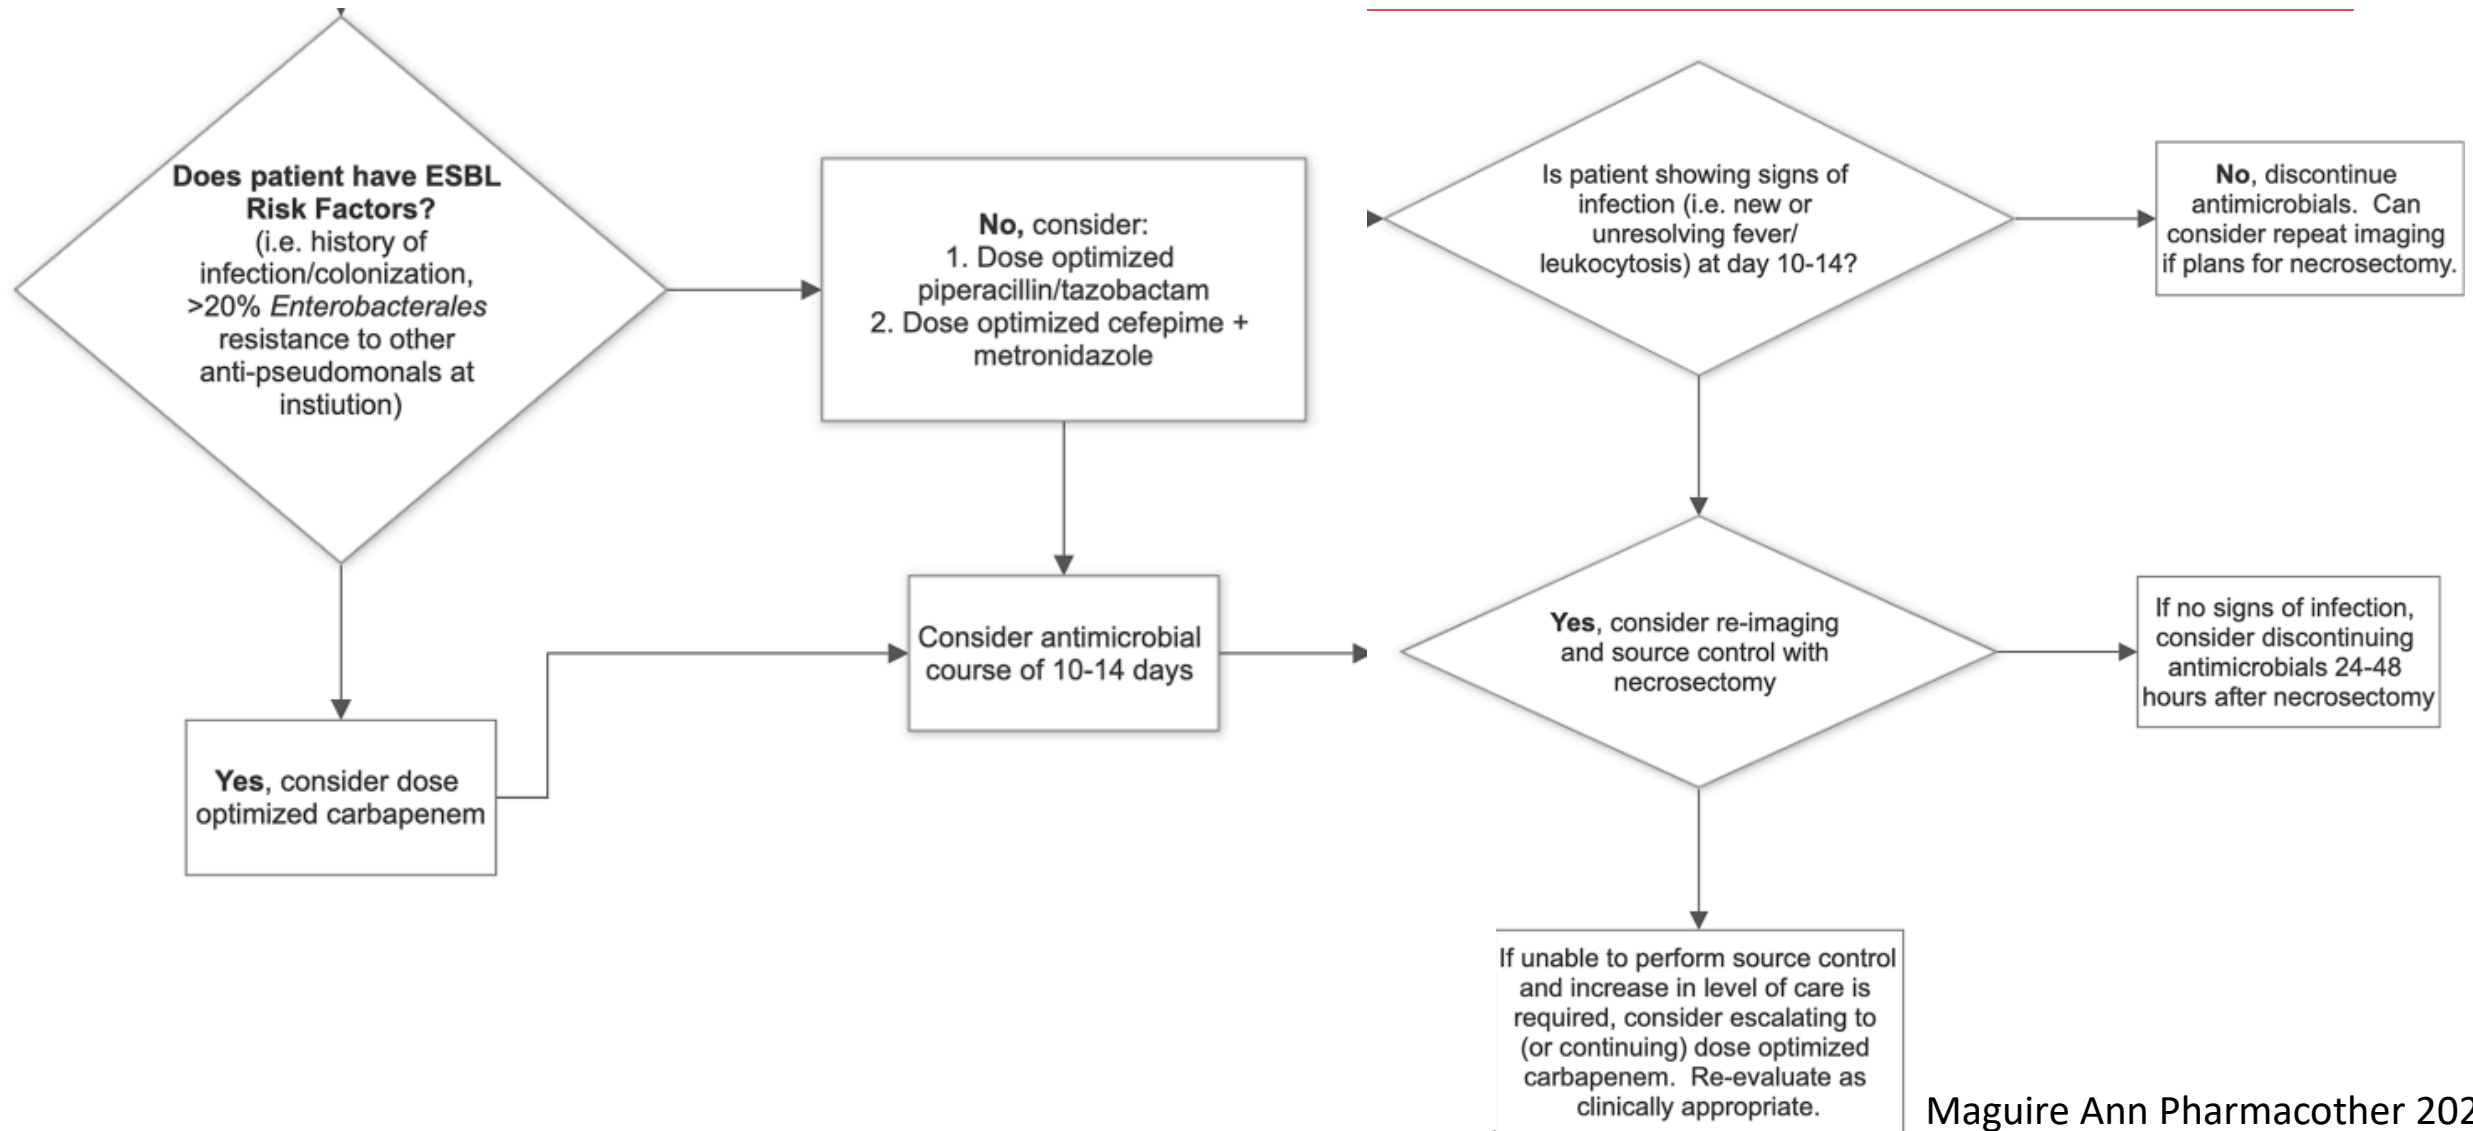 Does patient have ESBL
Risk Factors?
(i.e. history of
infection/colonization,
>20% Enterobacterales
resistance to other
anti-pseudomonals at
instiution)
No, consider:
1. Dose optimized
piperacillin/tazobactam
2. Dose optimized cefepime +
metronidazole
Yes, consider dose
optimized carbapenem
Consider antimicrobial
course of 10-14 days
Is patient showing signs of
infection (i.e. new or
unresolving fever/
leukocytosis) at day 10-14?
No, discontinue
antimicrobials. Can
consider repeat imaging
if plans for necrosectomy.
Yes, consider re-imaging
and source control with
necrosectomy
If no signs of infection,
consider discontinuing
antimicrobials 24-48
hours after necrosectomy
If unable to perform source control
and increase in level of care is
required, consider escalating to
(or continuing) dose optimized
carbapenem. Re-evaluate as
clinically appropriate.
Maguire Ann Pharmacother